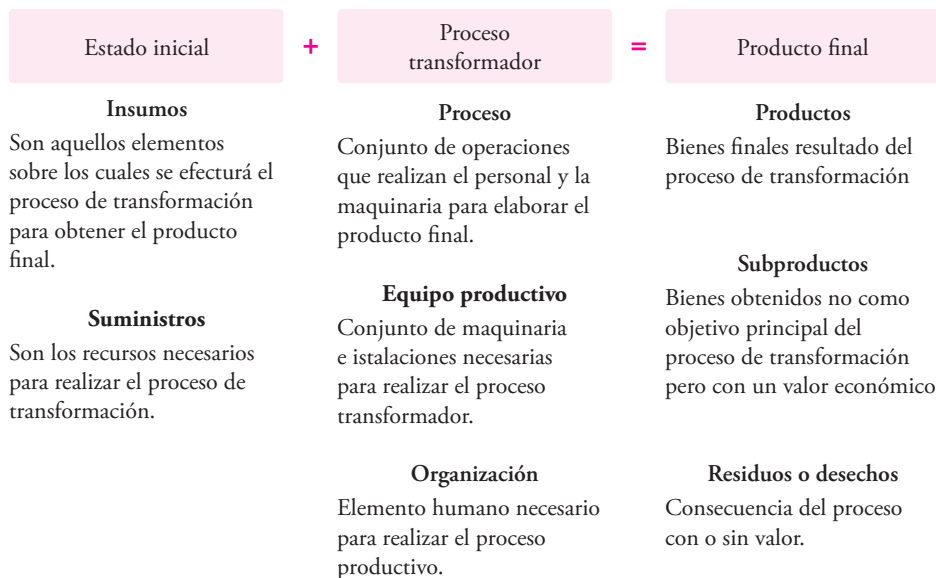 Estado inicial
+
Proceso
transformador
=
Producto final
Insumos
Son aquellos elementos
sobre los cuales se efecturá el
proceso de transformación
para obtener el producto
final.
Suministros
Son los recursos necesarios
para realizar el proceso de
transformación.
Proceso
Conjunto de operaciones
que realizan el personal y la
maquinaria para elaborar el
producto final.
Equipo productivo
Conjunto de maquinaria
e istalaciones necesarias
para realizar el proceso
transformador.
Organización
Elemento humano necesario
para realizar el proceso
productivo.
Productos
Bienes finales resultado del
proceso de transformación
Subproductos
Bienes obtenidos no como
objetivo principal del
proceso de transformación
pero con un valor económico
Residuos o desechos
Consecuencia del proceso
con o sin valor.